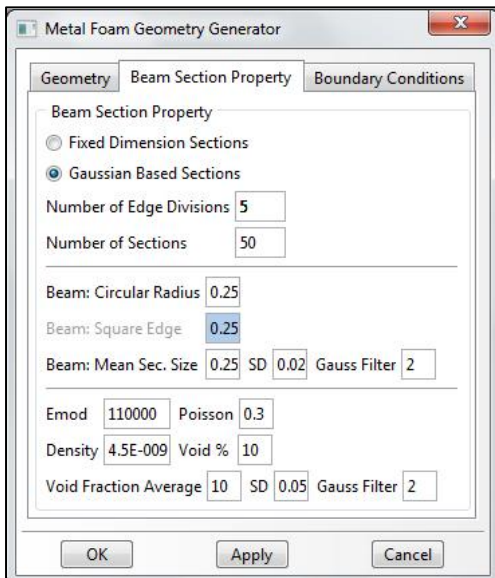 Metal Foam Geometry Generator
Geometry Beam Section Property Boundary Conditions
Beam Section Property
Fixed Dimension Sections
Gaussian Based Sections
Number of Edge Divisions 5
Number of Sections 50
Beam: Circular Radius 0.25
Beam: Square Edge 0.25
Beam: Mean Sec. Size 0.25 SD 0.02 Gauss Filter 2
Emod 110000 Poisson 0.3
Density 4.5E-009 Void % 10
Void Fraction Average 10 SD 0.05 Gauss Filter 2
OK Apply Cancel